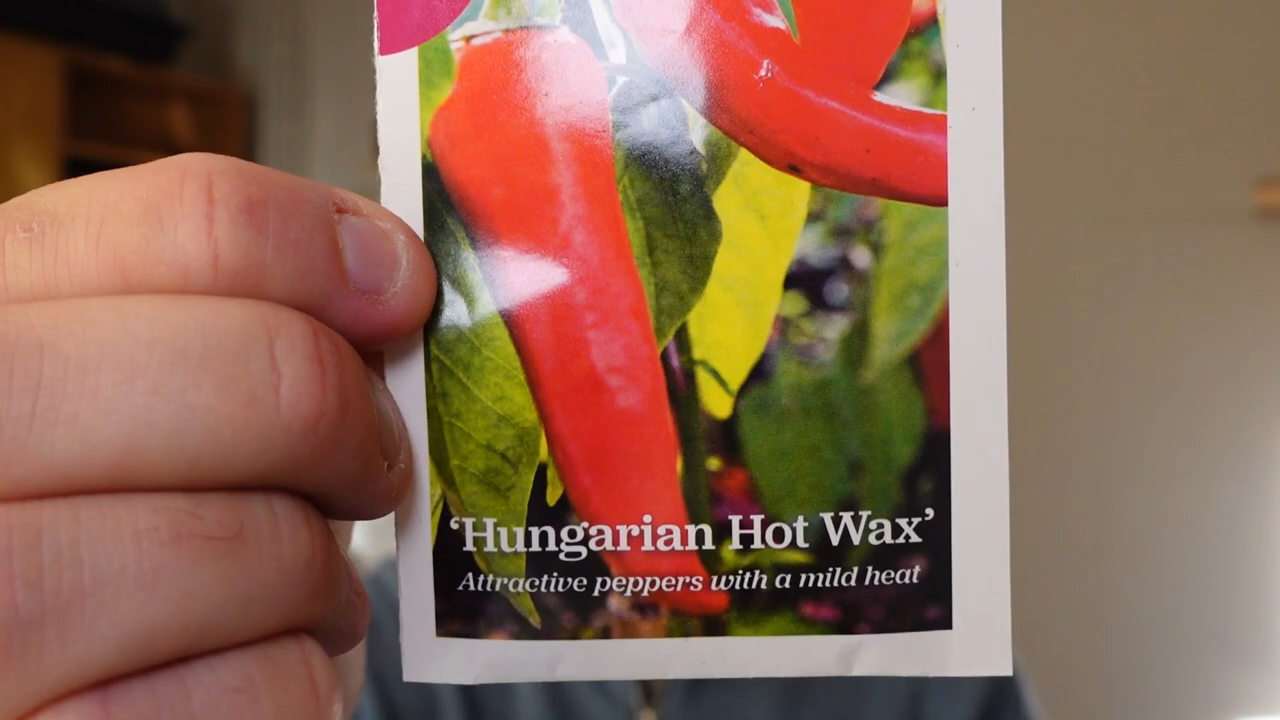 ‘Hungarian Hot Wax’
Attractive peppers with a mild heat